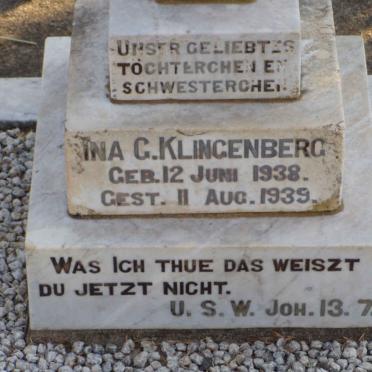 UNSER GELIEBTES
TÖCHTERCHEN EN
SCHWESTERCHEN
INA G. KLINGENBERG
GEB. 12 JUNI 1938.
GEST. 11 AUG. 1939.
WAS ICH THUE DAS WEISZT
DU JETZT NICHT.
U. S. W. JOH. 13. 7